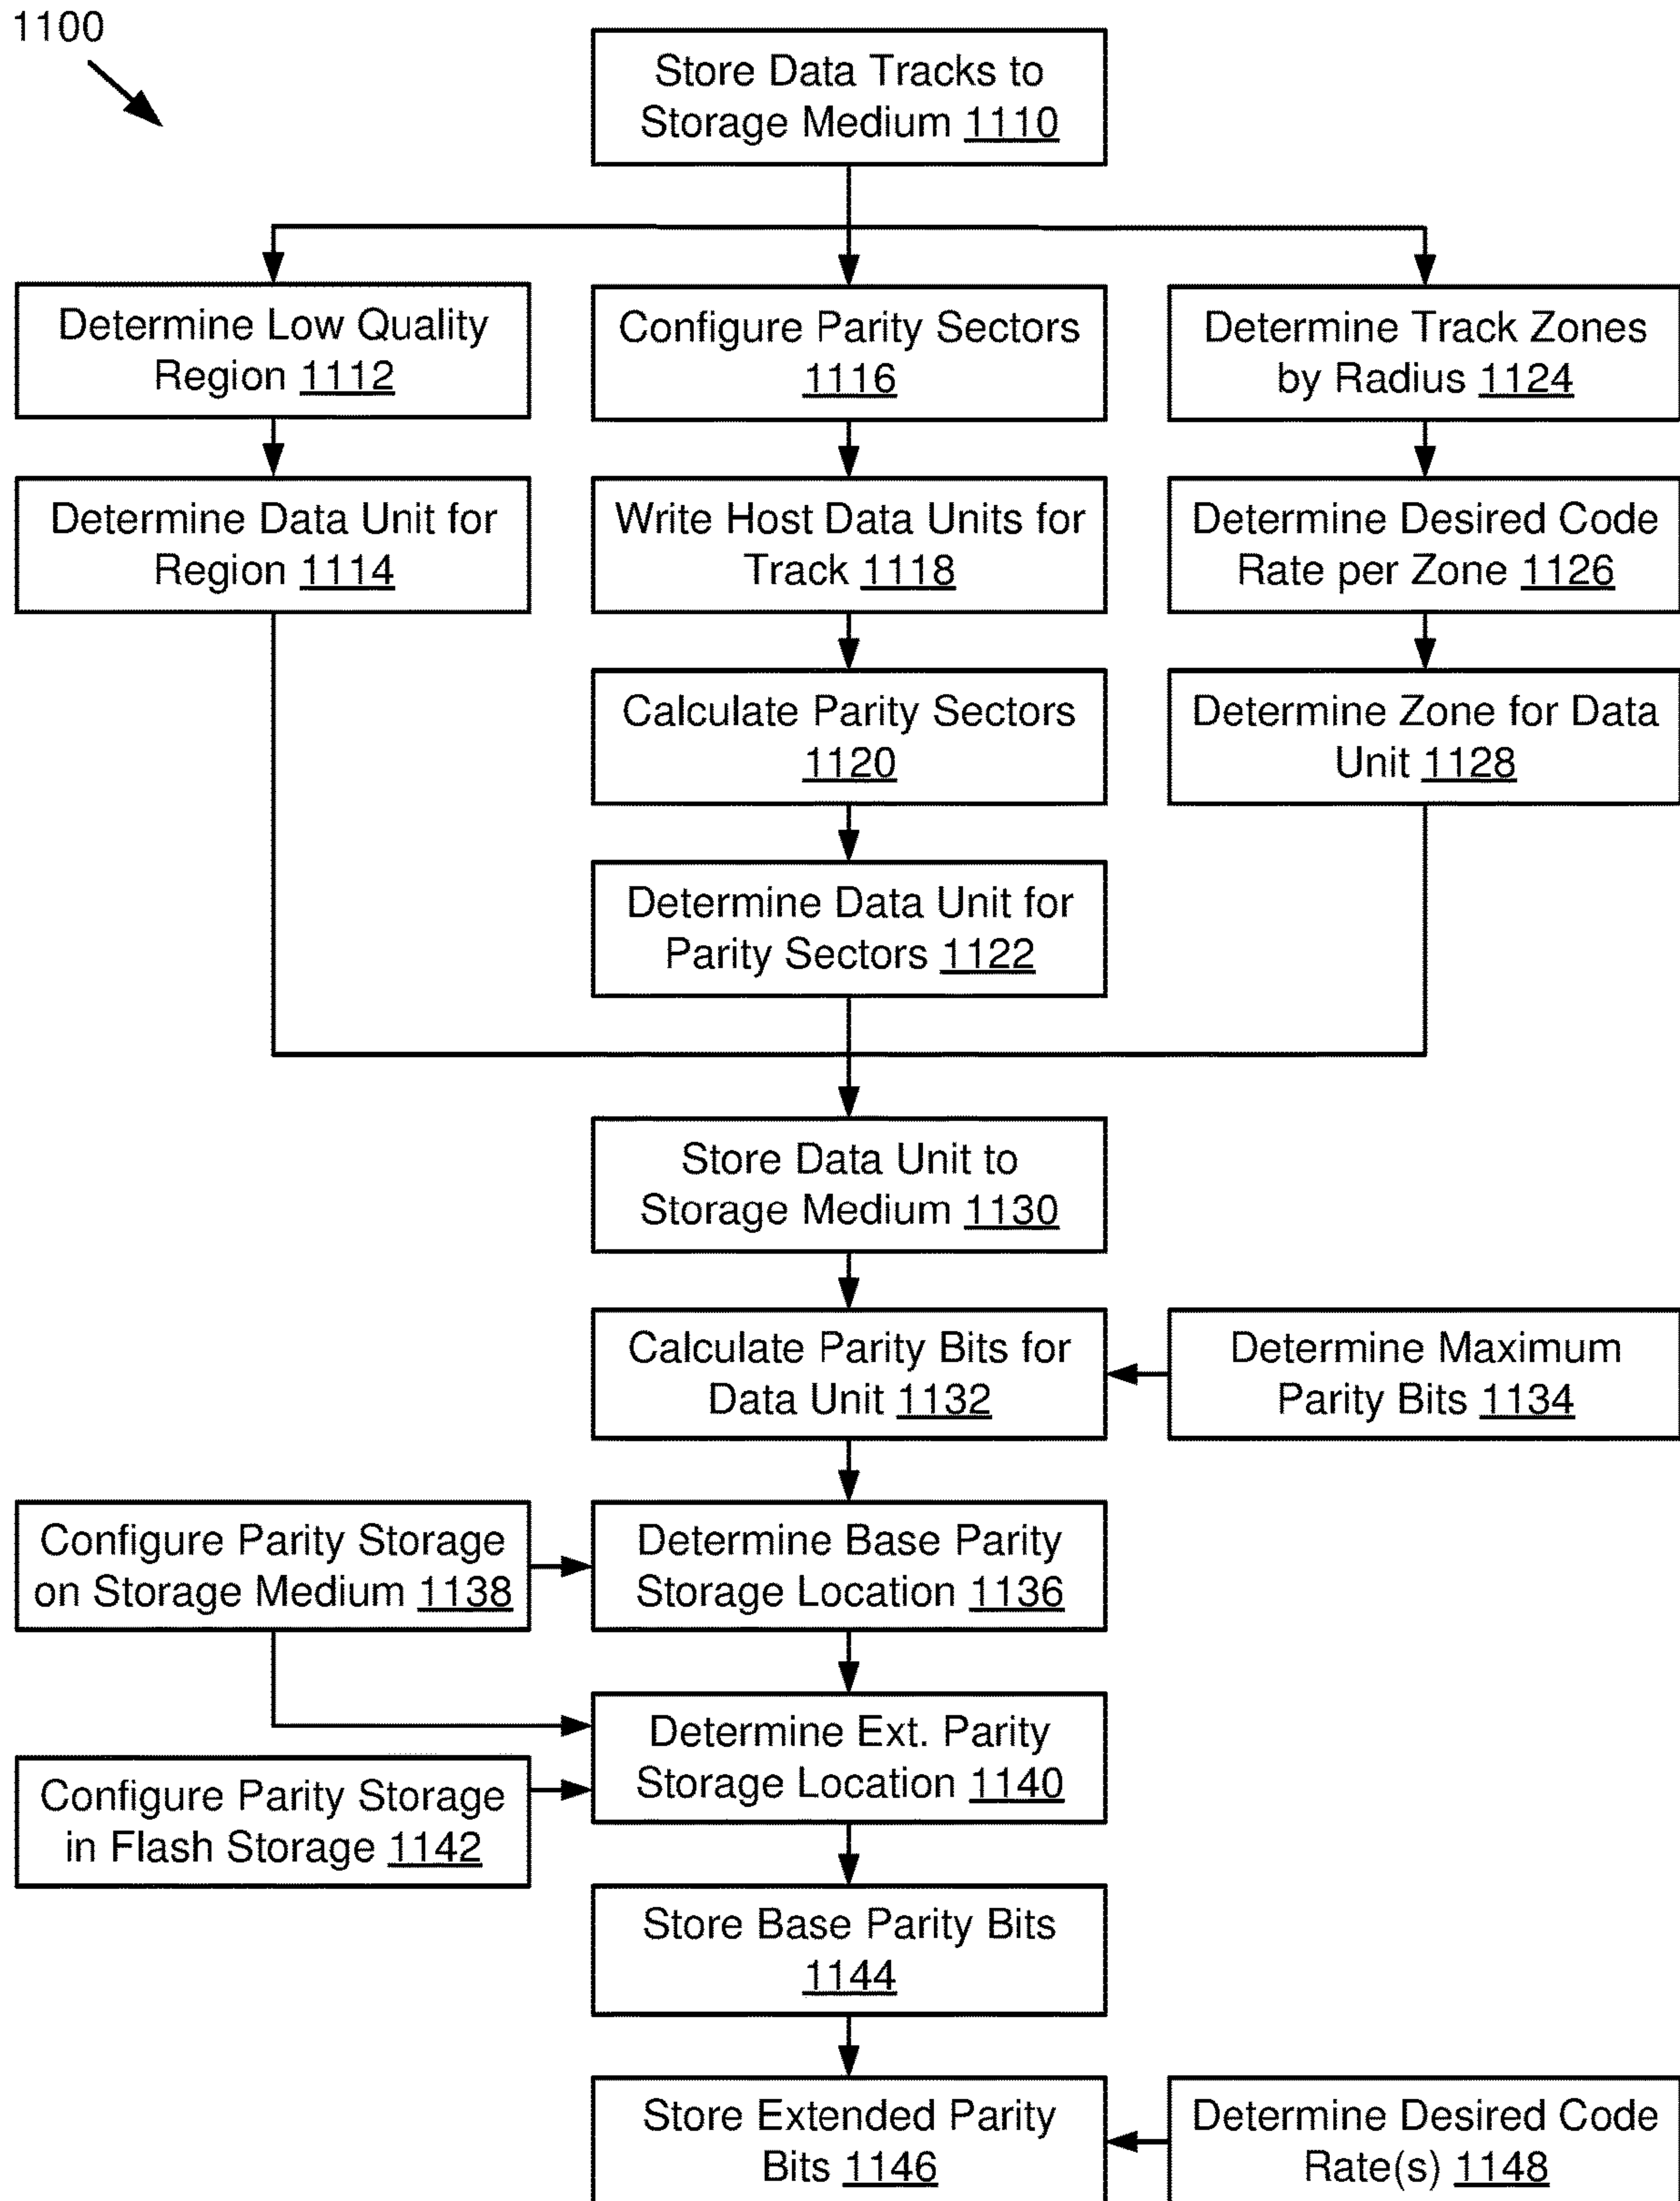 1100
Store Data Tracks to
Storage Medium 1110
Determine Low Quality
Region 1112
Configure Parity Sectors
1116
Determine Track Zones
by Radius 1124
Determine Data Unit for
Region 1114
Write Host Data Units for
Track 1118
Determine Desired Code
Rate per Zone 1126
Calculate Parity Sectors
1120
Determine Zone for Data
Unit 1128
Determine Data Unit for
Parity Sectors 1122
Store Data Unit to
Storage Medium 1130
Calculate Parity Bits for
Data Unit 1132
Determine Maximum
Parity Bits 1134
Configure Parity Storage
on Storage Medium 1138
Determine Base Parity
Storage Location 1136
Determine Ext. Parity
Storage Location 1140
Configure Parity Storage
in Flash Storage 1142
Store Base Parity Bits
1144
Store Extended Parity
Bits 1146
Determine Desired Code
Rate(s) 1148